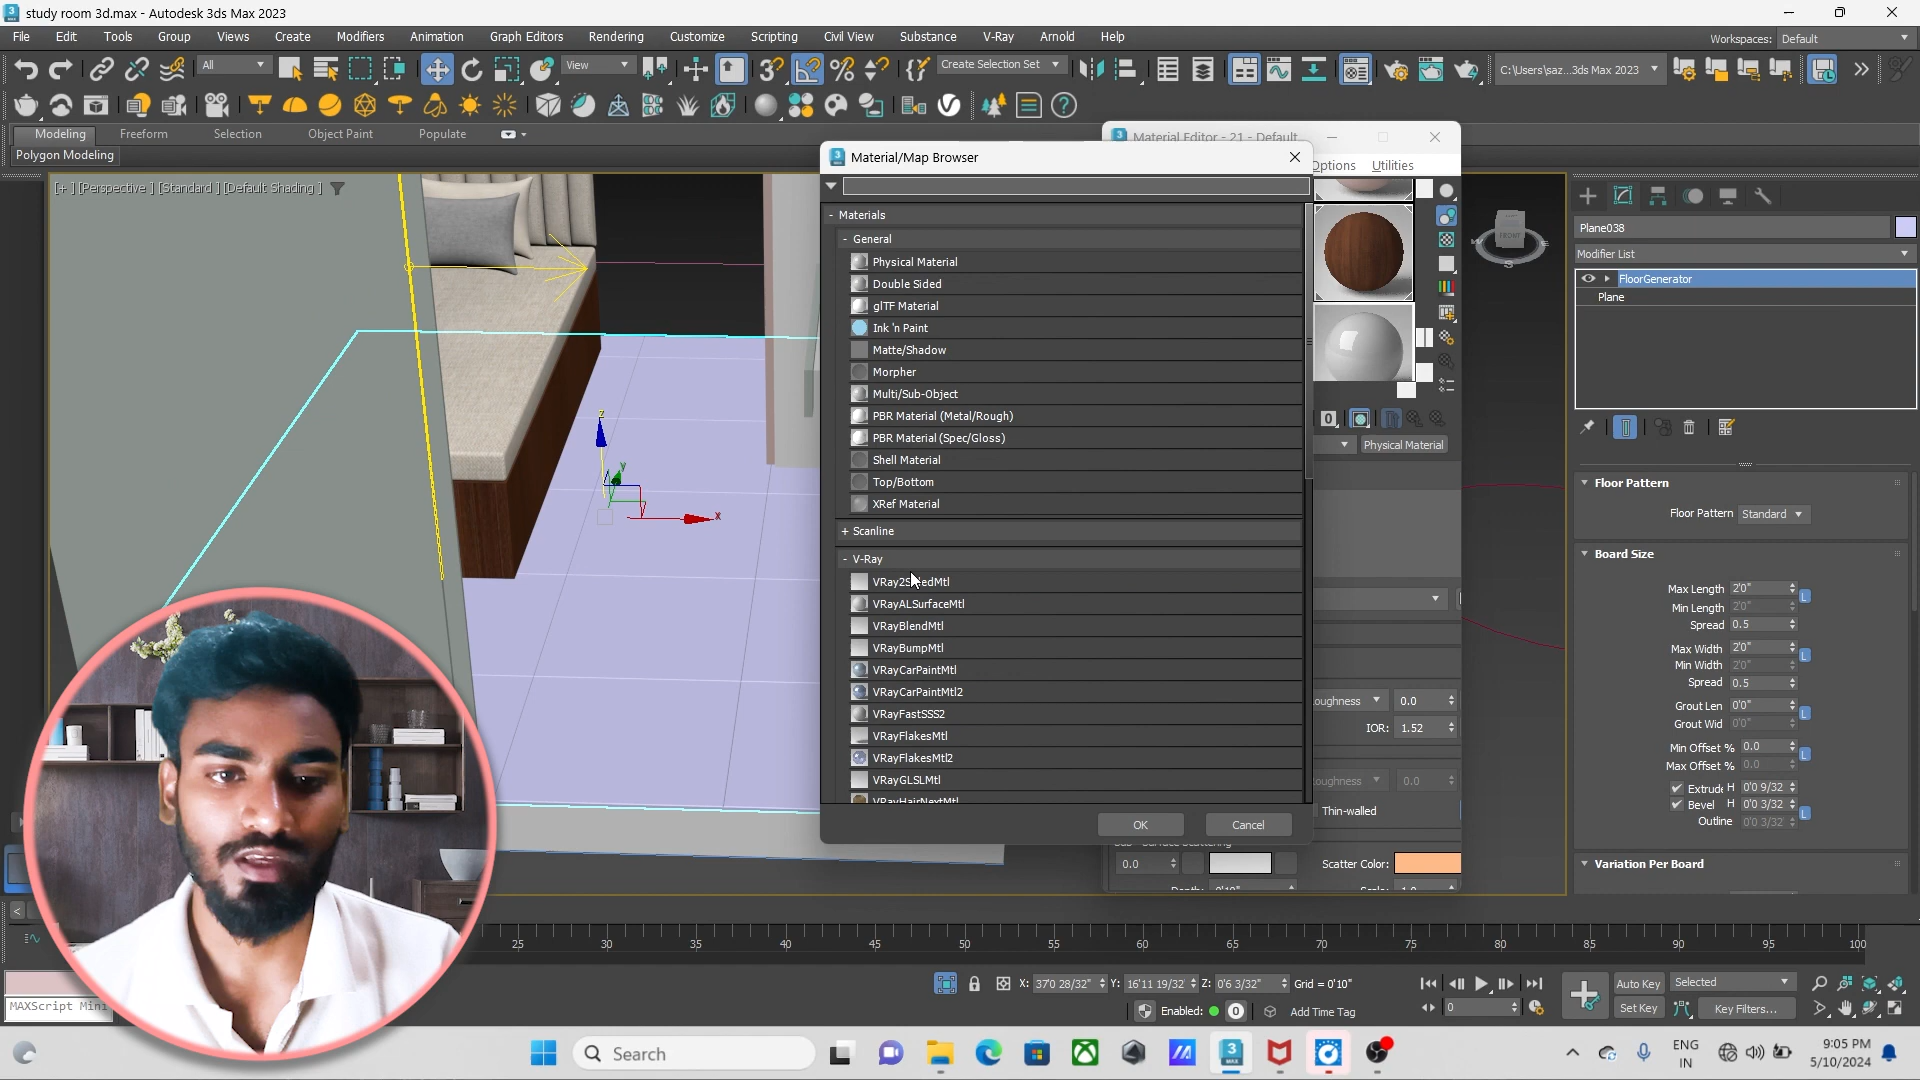 study room 3d.max - Autodesk 3ds Max 2023
File Edit Tools Group Views Create Modifiers Animation Graph Editors Rendering Customize Scripting Civil View Substance V-Ray Arnold Help
Workspaces: Default
All View Create Selection Set C:\Users\saz...3ds Max 2023
Modeling Freeform Selection Object Paint Populate
Polygon Modeling
[+] [Perspective] [Standard] [Default Shading]
Material Editor - 21 - Default
Options Utilities
Physical Material
Material/Map Browser
- Materials
- General
Physical Material
Double Sided
glTF Material
Ink 'n Paint
Matte/Shadow
Morpher
Multi/Sub-Object
PBR Material (Metal/Rough)
PBR Material (Spec/Gloss)
Shell Material
Top/Bottom
XRef Material
+ Scanline
- V-Ray
VRay2SidedMtl
VRayALSurfaceMtl
VRayBlendMtl
VRayBumpMtl
VRayCarPaintMtl
VRayCarPaintMtl2
VRayFastSSS2
VRayFlakesMtl
VRayFlakesMtl2
VRayGLSLMtl
VRayHairNextMtl
OK Cancel
oughness 0.0
IOR: 1.52
oughness 0.0
Thin-walled
0.0 Scatter Color:
Depth: 0'10" Scale: 1.0
Plane038
Modifier List
FloorGenerator
Plane
Floor Pattern
Floor Pattern Standard
Board Size
Max Length 2'0"
Min Length 2'0"
Spread 0.5
Max Width 2'0"
Min Width 2'0"
Spread 0.5
Grout Len 0'0"
Grout Wid 0'0"
Min Offset % 0.0
Max Offset % 0.0
Extrude H 0'0 9/32
Bevel H 0'0 3/32
Outline 0'0 3/32
L
L
L
L
L
Variation Per Board
z
y
x
FRONT
W
S
25 30 35 40 45 50 55 60 65 70 75 80 85 90 95 100
X: 37'0 28/32" Y: 16'11 19/32' Z: 0'6 3/32" Grid = 0'10"
Enabled: 0 Add Time Tag
0
Auto Key Selected
Set Key Key Filters...
MAXScript Mini
Search
ENG
IN
9:05 PM
5/10/2024